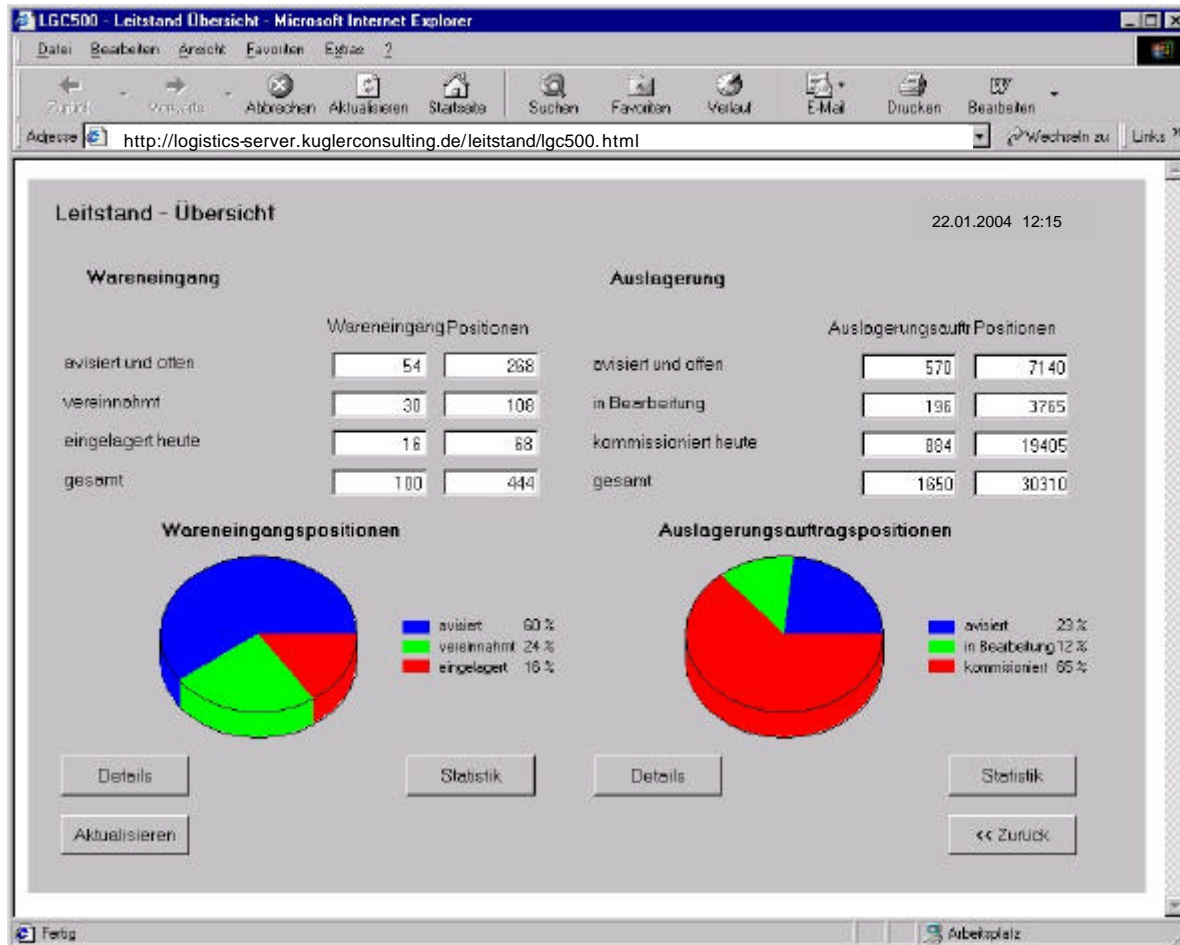 LGC500 - Leitstand Übersicht - Microsoft Internet Explorer
Datei Bearbeiten Ansicht Favoriten Extras ?
Zurück Vorwärts Abbrechen Aktualisieren Startseite Suchen Favoriten Verlauf E-Mail Drucken Bearbeiten
Adresse http://logistics-server.kuglerconsulting.de/leitstand/lgc500.html Wechseln zu Links »
Leitstand - Übersicht
22.01.2004 12:15
Wareneingang Auslagerung
Wareneingäng Positionen Auslagerungsauftr Positionen
avisiert und offen 54 268 avisiert und offen 570 7140
vereinnahmt 30 108 in Bearbeitung 196 3765
eingelagert heute 16 68 kommissioniert heute 884 19405
gesamt 100 444 gesamt 1650 30310
Wareneingangspositionen Auslagerungsauftragspositionen
avisiert 60 % avisiert 23 %
vereinnahmt 24 % in Bearbeitung 12 %
eingelagert 16 % kommisioniert 65 %
Details Statistik Details Statistik
Aktualisieren << Zurück
Fertig Arbeitsplatz